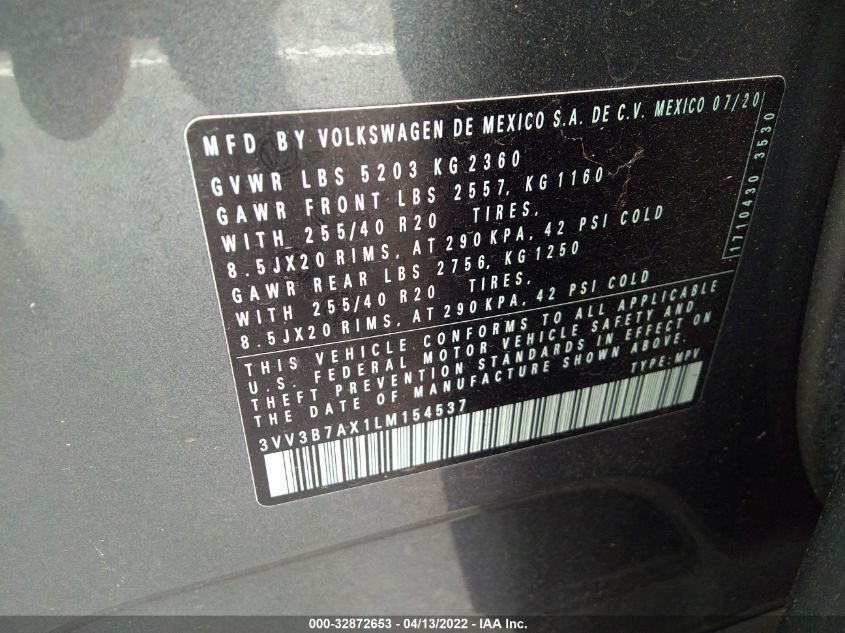 MFD BY VOLKSWAGEN DE MEXICO S.A. DE C.V. MEXICO 07/20
GVWR LBS 5203 KG 2360
GAWR FRONT LBS 2557, KG 1160
WITH 255/40 R20 TIRES,
8.5JX20 RIMS, AT 290 KPA, 42 PSI COLD
GAWR REAR LBS 2756, KG 1250
WITH 255/40 R20 TIRES,
8.5JX20 RIMS, AT 290 KPA, 42 PSI COLD
1710430 3530
THIS VEHICLE CONFORMS TO ALL APPLICABLE
U.S. FEDERAL MOTOR VEHICLE SAFETY AND
THEFT PREVENTION STANDARDS IN EFFECT ON
THE DATE OF MANUFACTURE SHOWN ABOVE.
3VV3B7AX1LM154537 TYPE: MPV
000-32872653 - 04/13/2022 - IAA Inc.